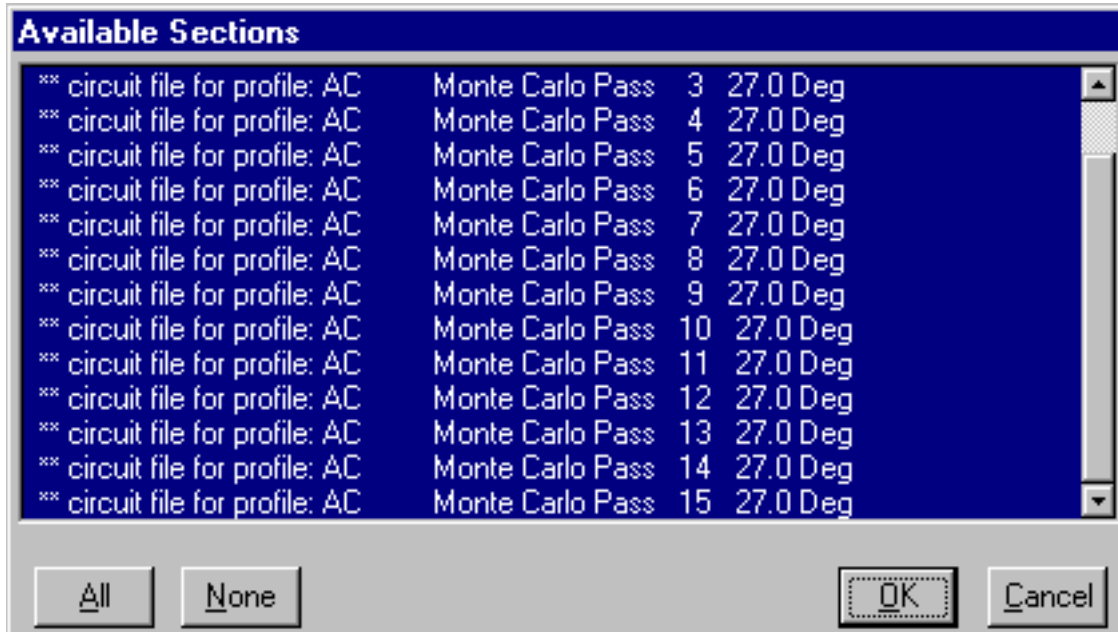 Available Sections
** circuit file for profile: AC Monte Carlo Pass 3 27.0 Deg
** circuit file for profile: AC Monte Carlo Pass 4 27.0 Deg
** circuit file for profile: AC Monte Carlo Pass 5 27.0 Deg
** circuit file for profile: AC Monte Carlo Pass 6 27.0 Deg
** circuit file for profile: AC Monte Carlo Pass 7 27.0 Deg
** circuit file for profile: AC Monte Carlo Pass 8 27.0 Deg
** circuit file for profile: AC Monte Carlo Pass 9 27.0 Deg
** circuit file for profile: AC Monte Carlo Pass 10 27.0 Deg
** circuit file for profile: AC Monte Carlo Pass 11 27.0 Deg
** circuit file for profile: AC Monte Carlo Pass 12 27.0 Deg
** circuit file for profile: AC Monte Carlo Pass 13 27.0 Deg
** circuit file for profile: AC Monte Carlo Pass 14 27.0 Deg
** circuit file for profile: AC Monte Carlo Pass 15 27.0 Deg
All None OK Cancel